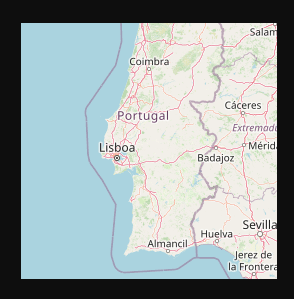 Salam
Coimbra
Cáceres
Portugal
Extremad
Lisboa
Mérida
Badajoz
Sevilla
Huelva
Almancil
Jerez de
la Frontera